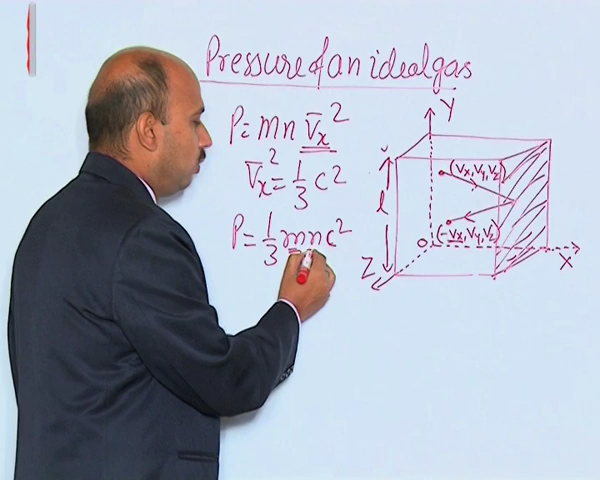 Pressure of an ideal gas
P = mn V̄x²
V̄x² = 1/3 c²
P = 1/3 mnc²
Y
(Vx, Vy, Vz)
l
(-Vx, Vy, Vz)
O
Z
X